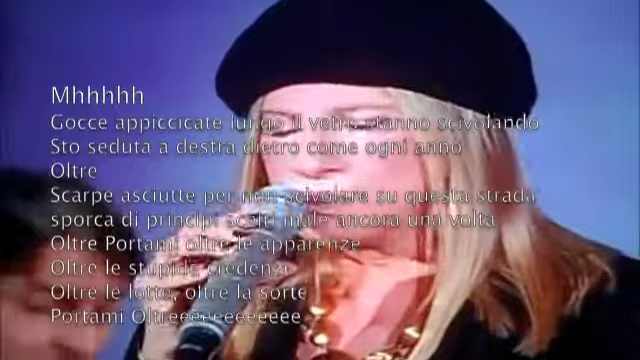 Mhhhhh
Gocce appiccicate lungo il vetro stanno scivolando
Sto seduta a destra dietro come ogni anno
Oltre
Scarpe asciutte per non scivolare su questa strada
sporca di principi scelti male ancora una volta
Oltre Portami oltre le apparenze
Oltre le stupide credenze
Oltre le lotte, oltre la sorte
Portami Oltreeeeeeeeeeee